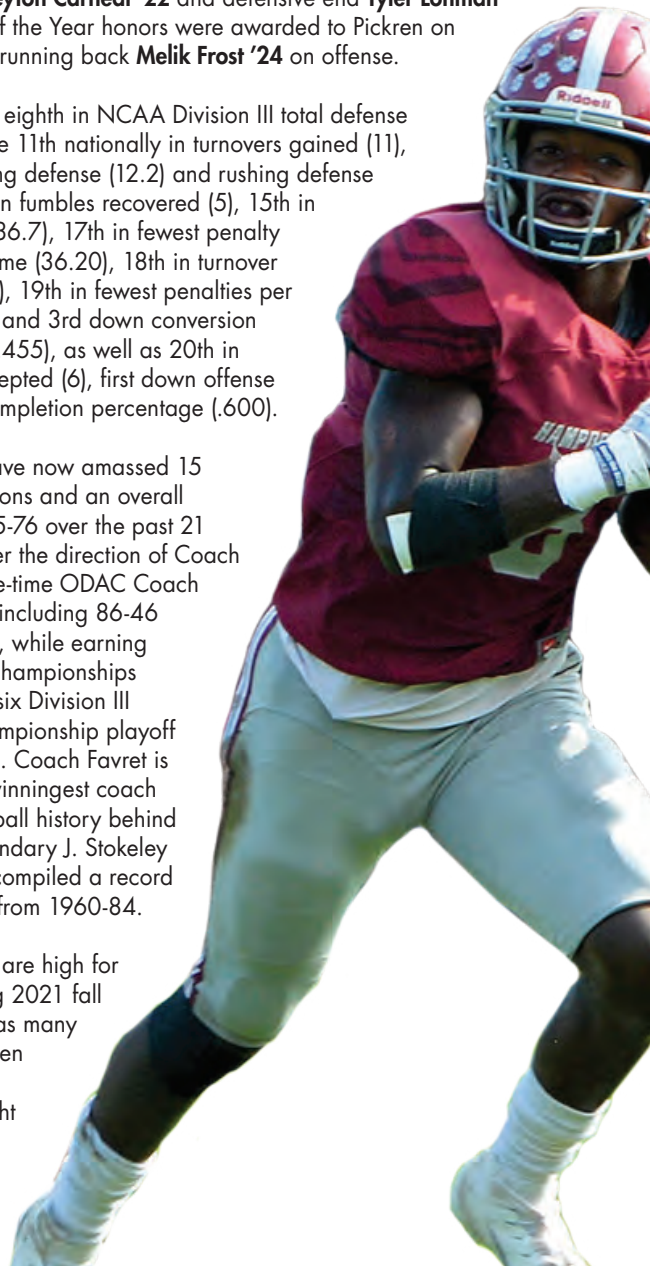 Tyler
of the Year honors were awarded to Pickren on
running back Melik Frost ’24 on offense.
eighth in NCAA Division III total defense
e 11th nationally in turnovers gained (11),
ng defense (12.2) and rushing defense
n fumbles recovered (5), 15th in
36.7), 17th in fewest penalty
me (36.20), 18th in turnover
), 19th in fewest penalties per
and 3rd down conversion
455), as well as 20th in
epted (6), first down offense
mpletion percentage (.600).
ave now amassed 15
ons and an overall
5-76 over the past 21
er the direction of Coach
e-time ODAC Coach
including 86-46
, while earning
hampionships
six Division III
mpionship playoff
. Coach Favret is
winningest coach
ball history behind
ndary J. Stokeley
compiled a record
from 1960-84.
are high for
g 2021 fall
as many
en
ht
Riddell
HAMPD